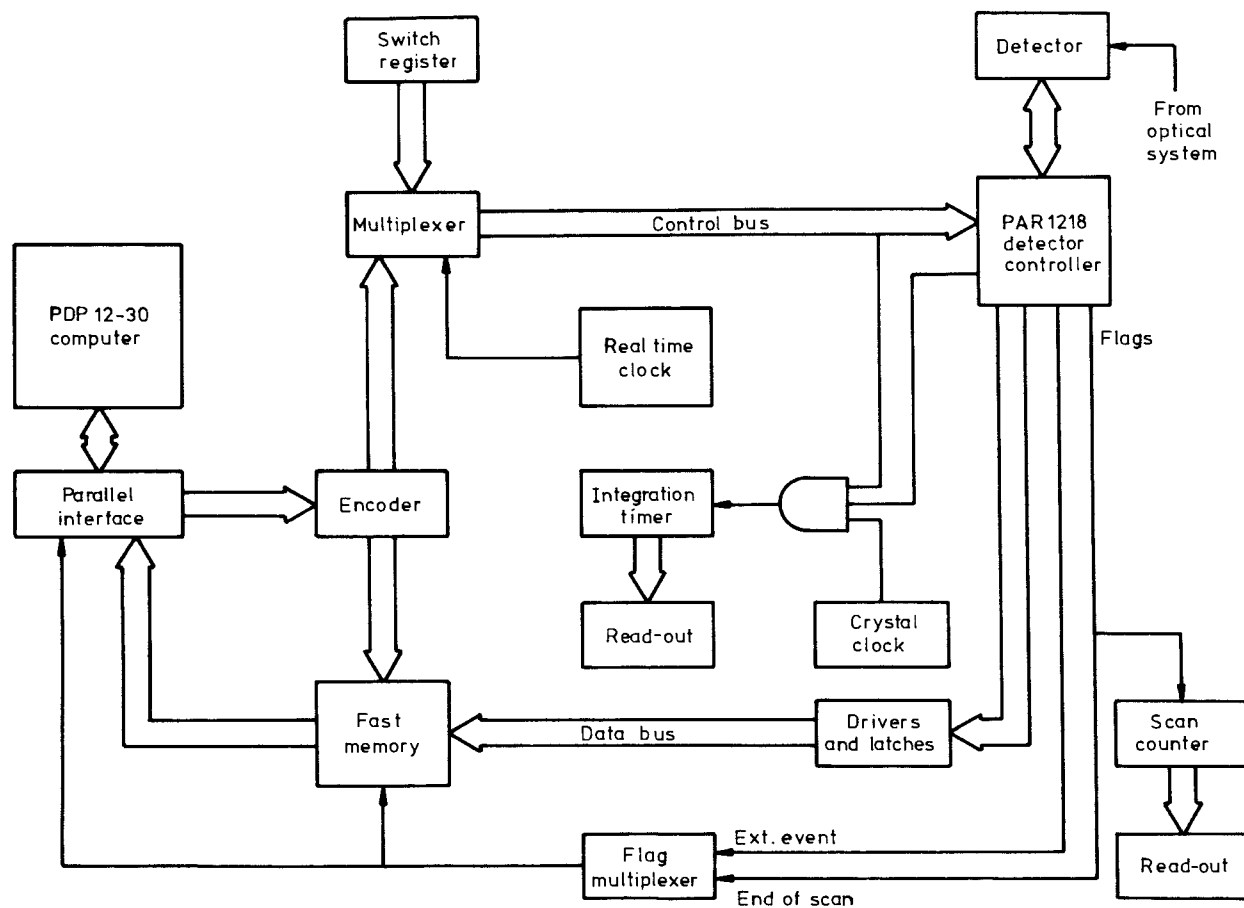 Switch
register
Detector
From
optical
system
Multiplexer
Control bus
PAR 1218
detector
controller
PDP 12-30
computer
Real time
clock
Flags
Parallel
interface
Encoder
Integration
timer
Read-out
Crystal
clock
Fast
memory
Data bus
Drivers
and latches
Scan
counter
Ext. event
Flag
multiplexer
End of scan
Read-out